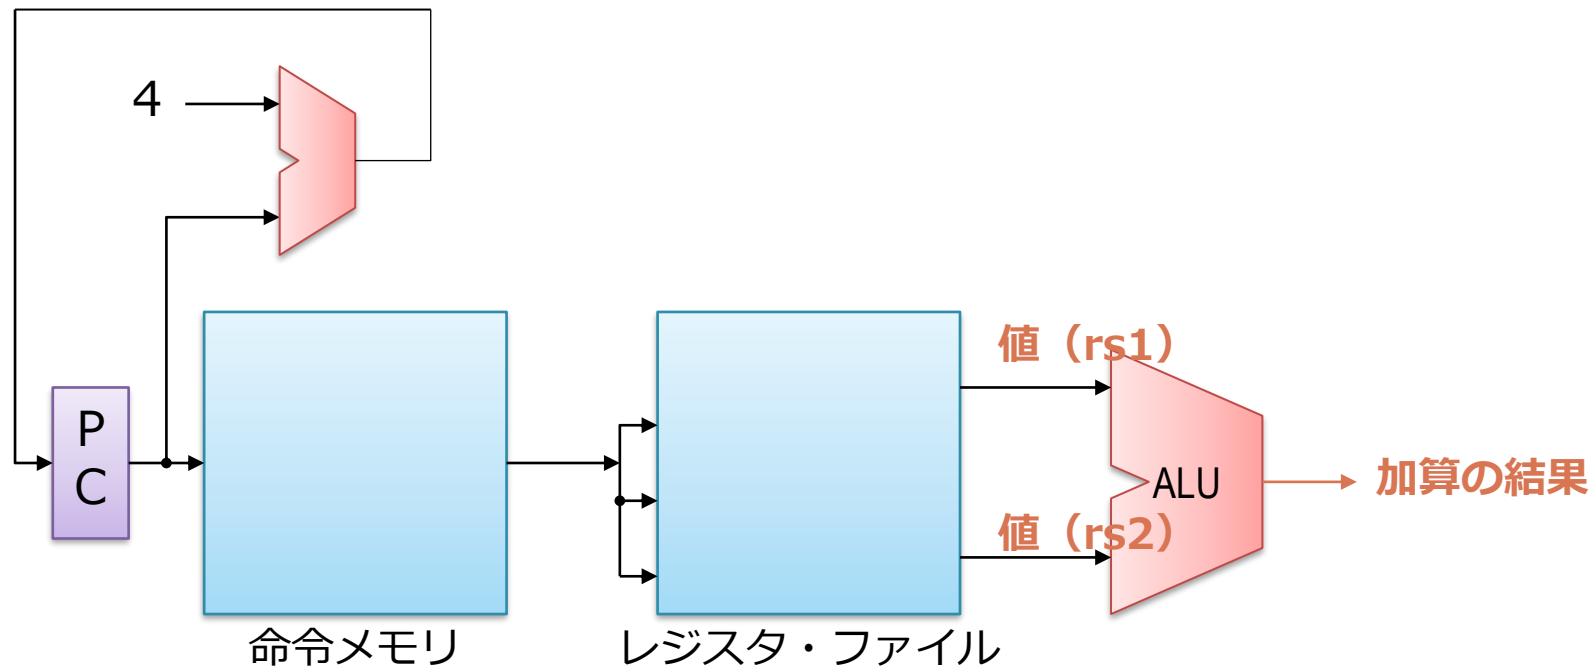 4
値（rs1）
P
C
ALU
加算の結果
値（rs2）
命令メモリ
レジスタ・ファイル